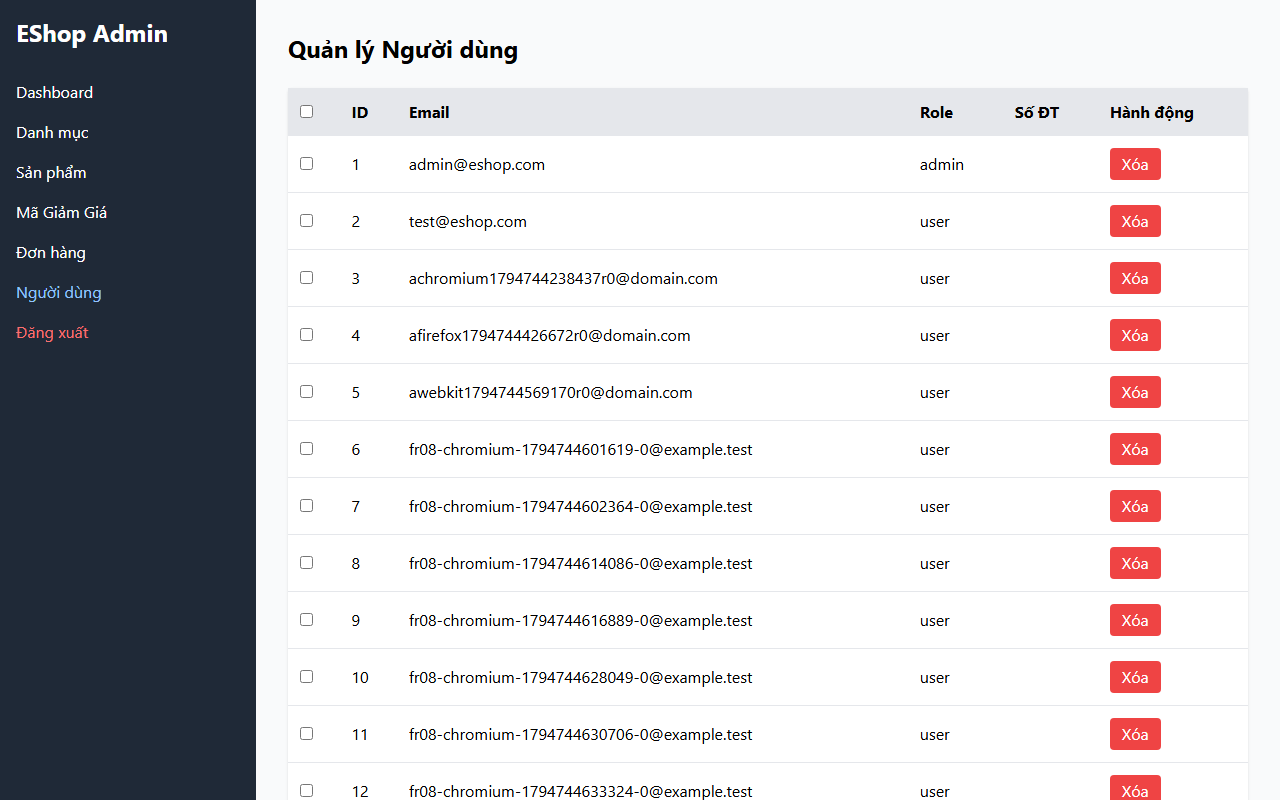 EShop Admin
Dashboard
Danh mục
Sản phẩm
Mã Giảm Giá
Đơn hàng
Người dùng
Đăng xuất
Quản lý Người dùng
ID Email Role Số ĐT Hành động
1 admin@eshop.com admin Xóa
2 test@eshop.com user Xóa
3 achromium1794744238437r0@domain.com user Xóa
4 afirefox1794744426672r0@domain.com user Xóa
5 awebkit1794744569170r0@domain.com user Xóa
6 fr08-chromium-1794744601619-0@example.test user Xóa
7 fr08-chromium-1794744602364-0@example.test user Xóa
8 fr08-chromium-1794744614086-0@example.test user Xóa
9 fr08-chromium-1794744616889-0@example.test user Xóa
10 fr08-chromium-1794744628049-0@example.test user Xóa
11 fr08-chromium-1794744630706-0@example.test user Xóa
12 fr08-chromium-1794744633324-0@example.test user Xóa